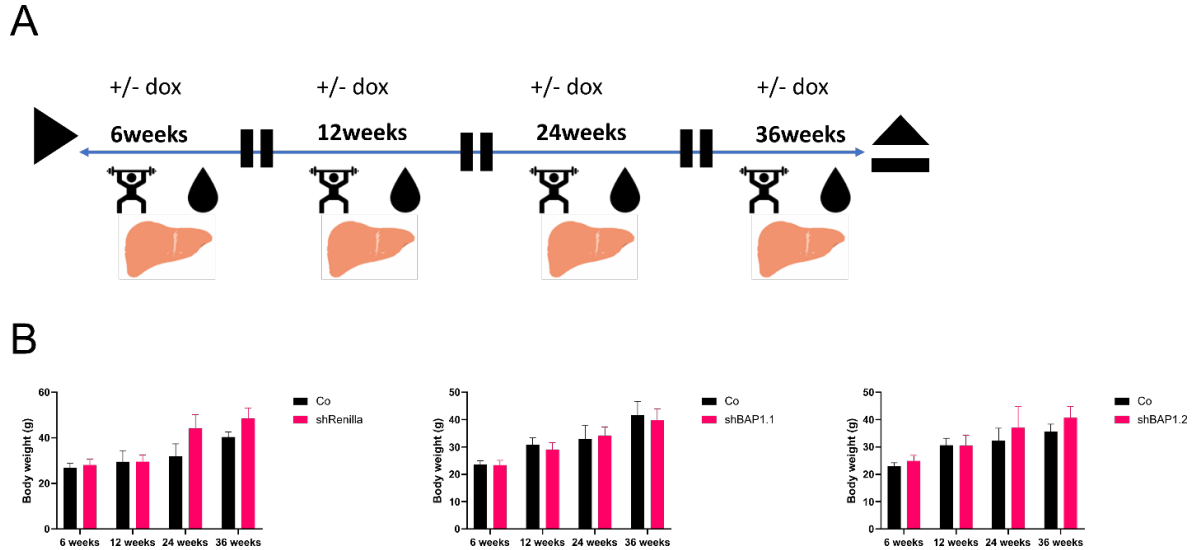 A
+/- dox +/- dox +/- dox +/- dox
6weeks 12weeks 24weeks 36weeks
B
60
40
20
0
Body weight (g)
6 weeks 12 weeks 24 weeks 36 weeks
Co
shRenilla
50
40
30
20
10
0
Body weight (g)
6 weeks 12 weeks 24 weeks 36 weeks
Co
shBAP1.1
50
40
30
20
10
0
Body weight (g)
6 weeks 12 weeks 24 weeks 36 weeks
Co
shBAP1.2